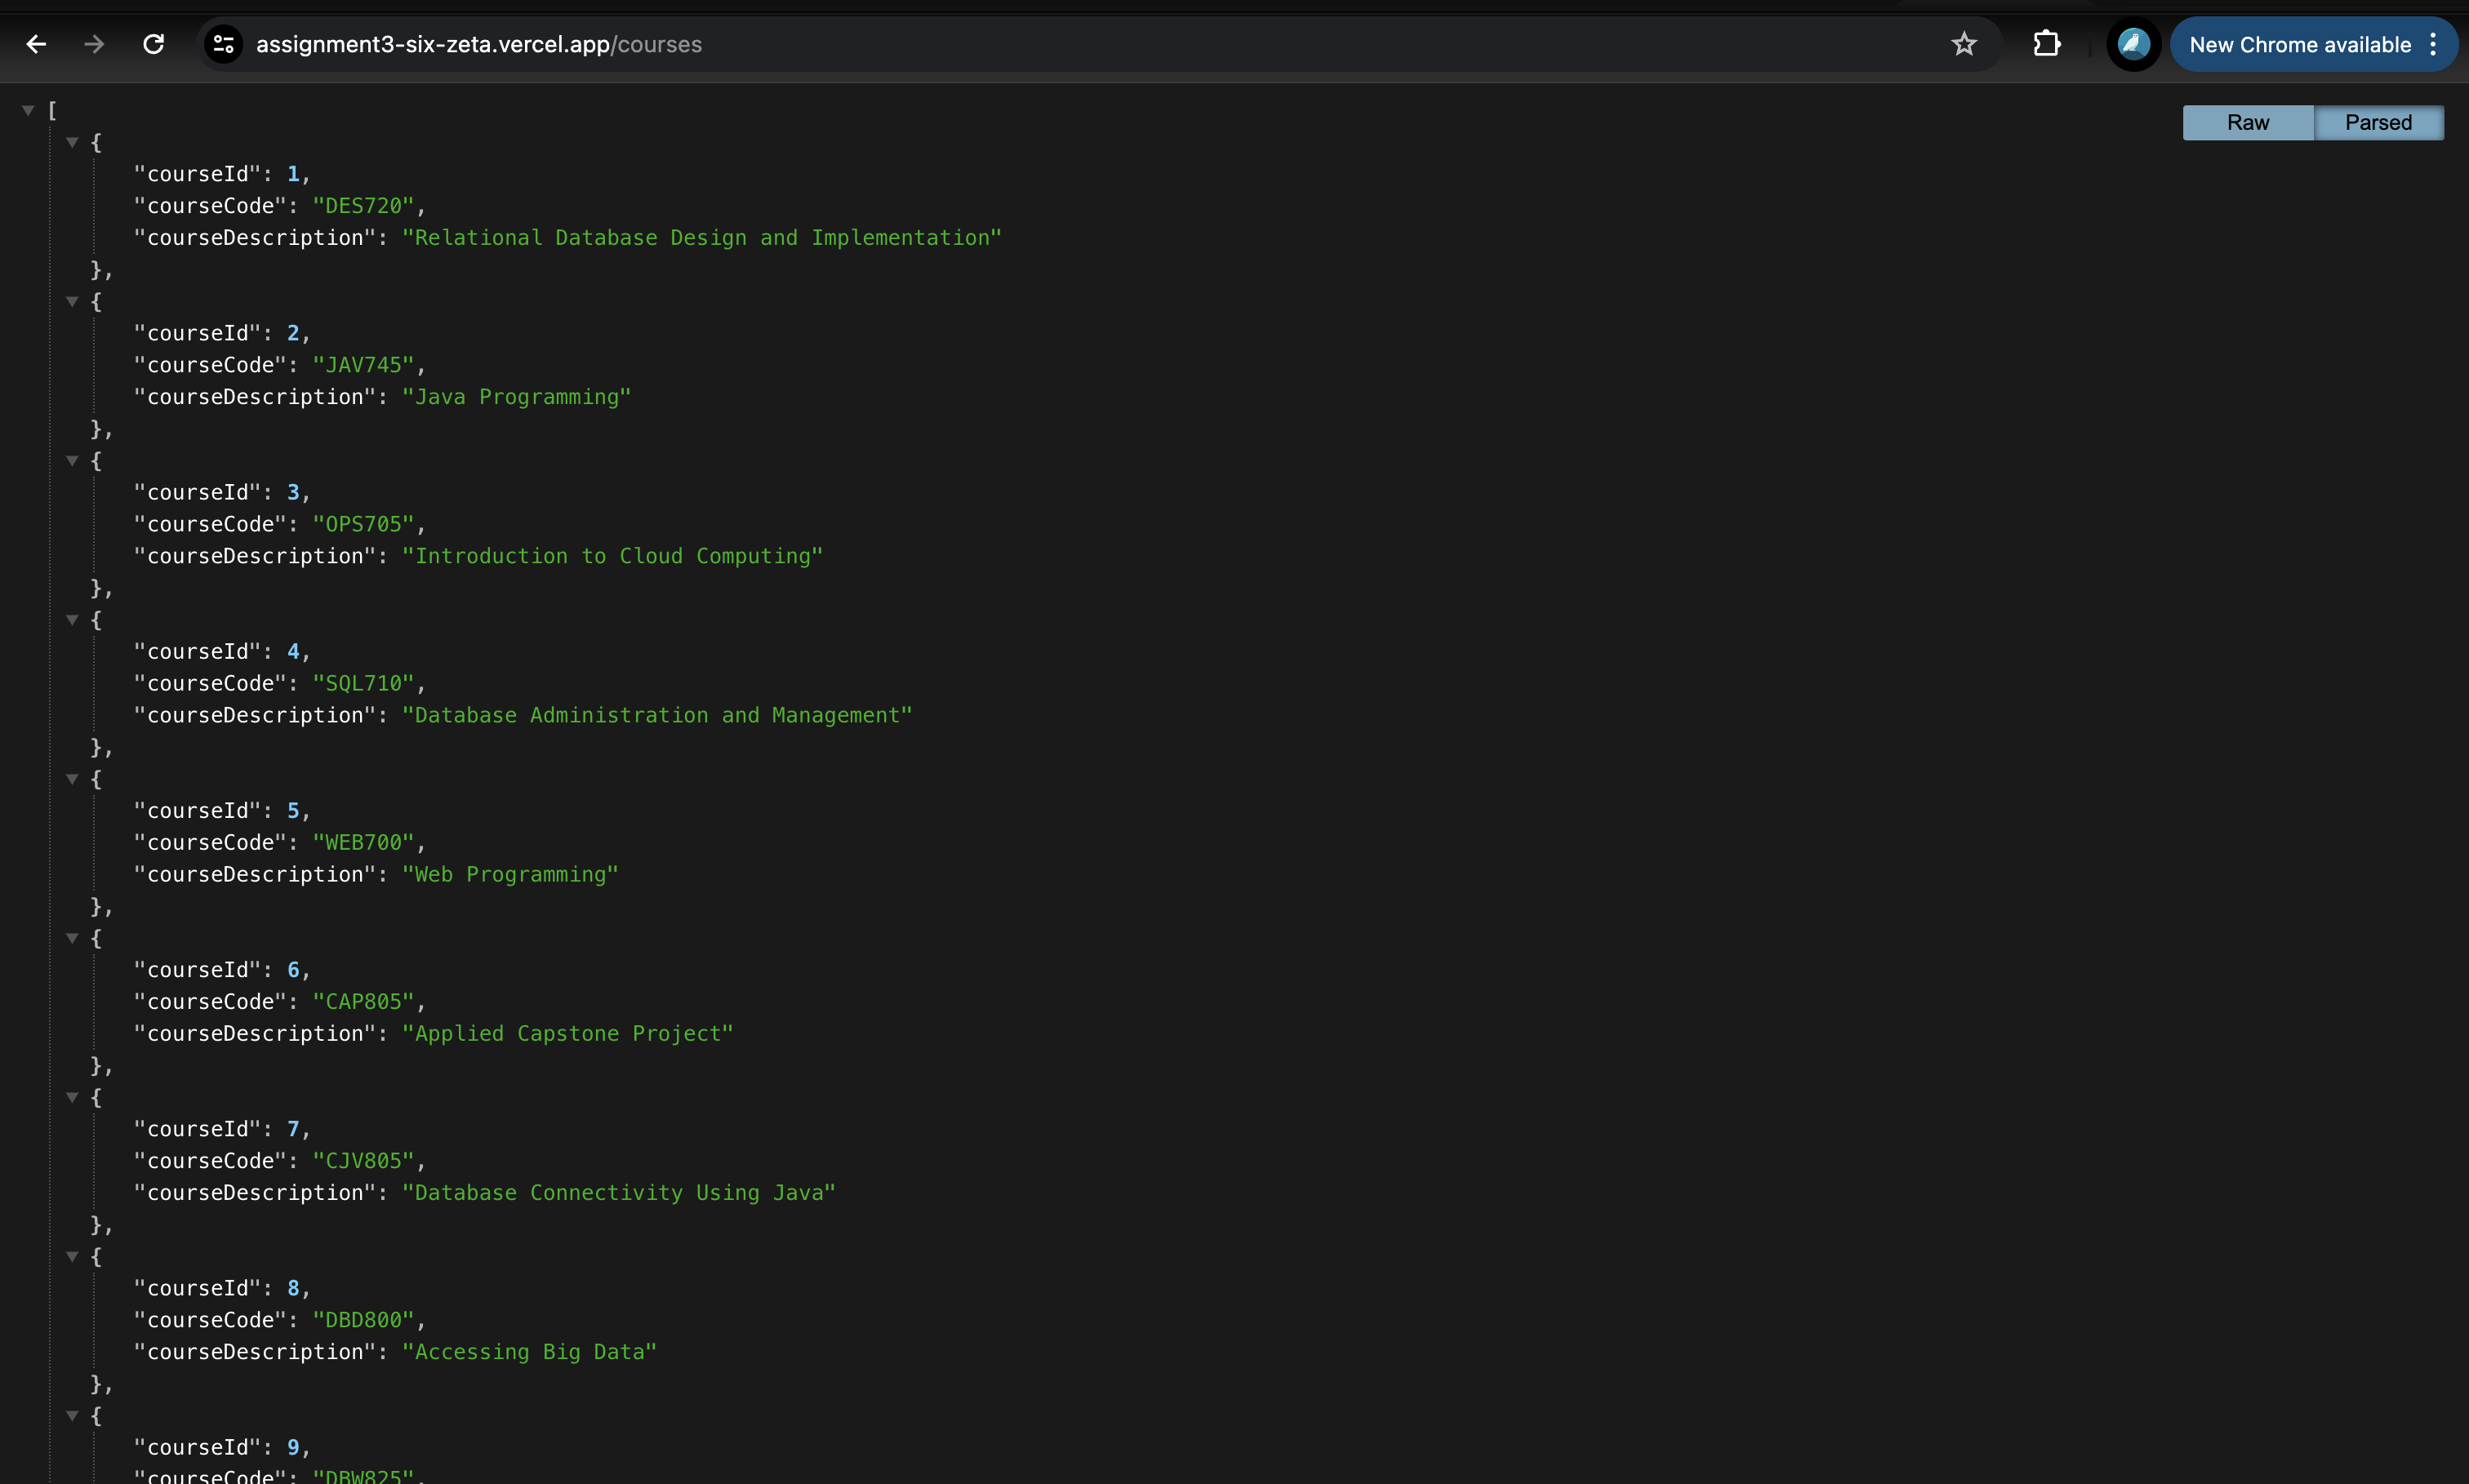 assignment3-six-zeta.vercel.app/courses
New Chrome available
Raw
Parsed
[
{
"courseId": 1,
"courseCode": "DES720",
"courseDescription": "Relational Database Design and Implementation"
},
{
"courseId": 2,
"courseCode": "JAV745",
"courseDescription": "Java Programming"
},
{
"courseId": 3,
"courseCode": "OPS705",
"courseDescription": "Introduction to Cloud Computing"
},
{
"courseId": 4,
"courseCode": "SQL710",
"courseDescription": "Database Administration and Management"
},
{
"courseId": 5,
"courseCode": "WEB700",
"courseDescription": "Web Programming"
},
{
"courseId": 6,
"courseCode": "CAP805",
"courseDescription": "Applied Capstone Project"
},
{
"courseId": 7,
"courseCode": "CJV805",
"courseDescription": "Database Connectivity Using Java"
},
{
"courseId": 8,
"courseCode": "DBD800",
"courseDescription": "Accessing Big Data"
},
{
"courseId": 9,
"courseCode": "DBW825",